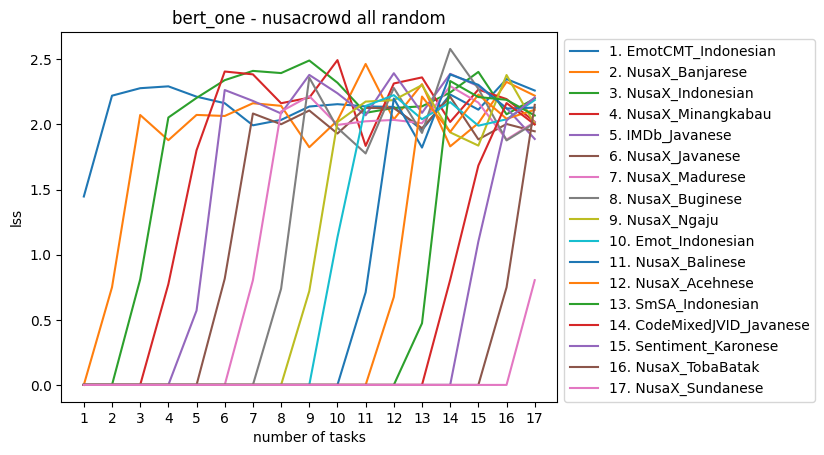 bert_one - nusacrowd all random
lss
2.5
2.0
1.5
1.0
0.5
0.0
1 2 3 4 5 6 7 8 9 10 11 12 13 14 15 16 17
number of tasks
1. EmotCMT_Indonesian
2. NusaX_Banjarese
3. NusaX_Indonesian
4. NusaX_Minangkabau
5. IMDb_Javanese
6. NusaX_Javanese
7. NusaX_Madurese
8. NusaX_Buginese
9. NusaX_Ngaju
10. Emot_Indonesian
11. NusaX_Balinese
12. NusaX_Acehnese
13. SmSA_Indonesian
14. CodeMixedJVID_Javanese
15. Sentiment_Karonese
16. NusaX_TobaBatak
17. NusaX_Sundanese